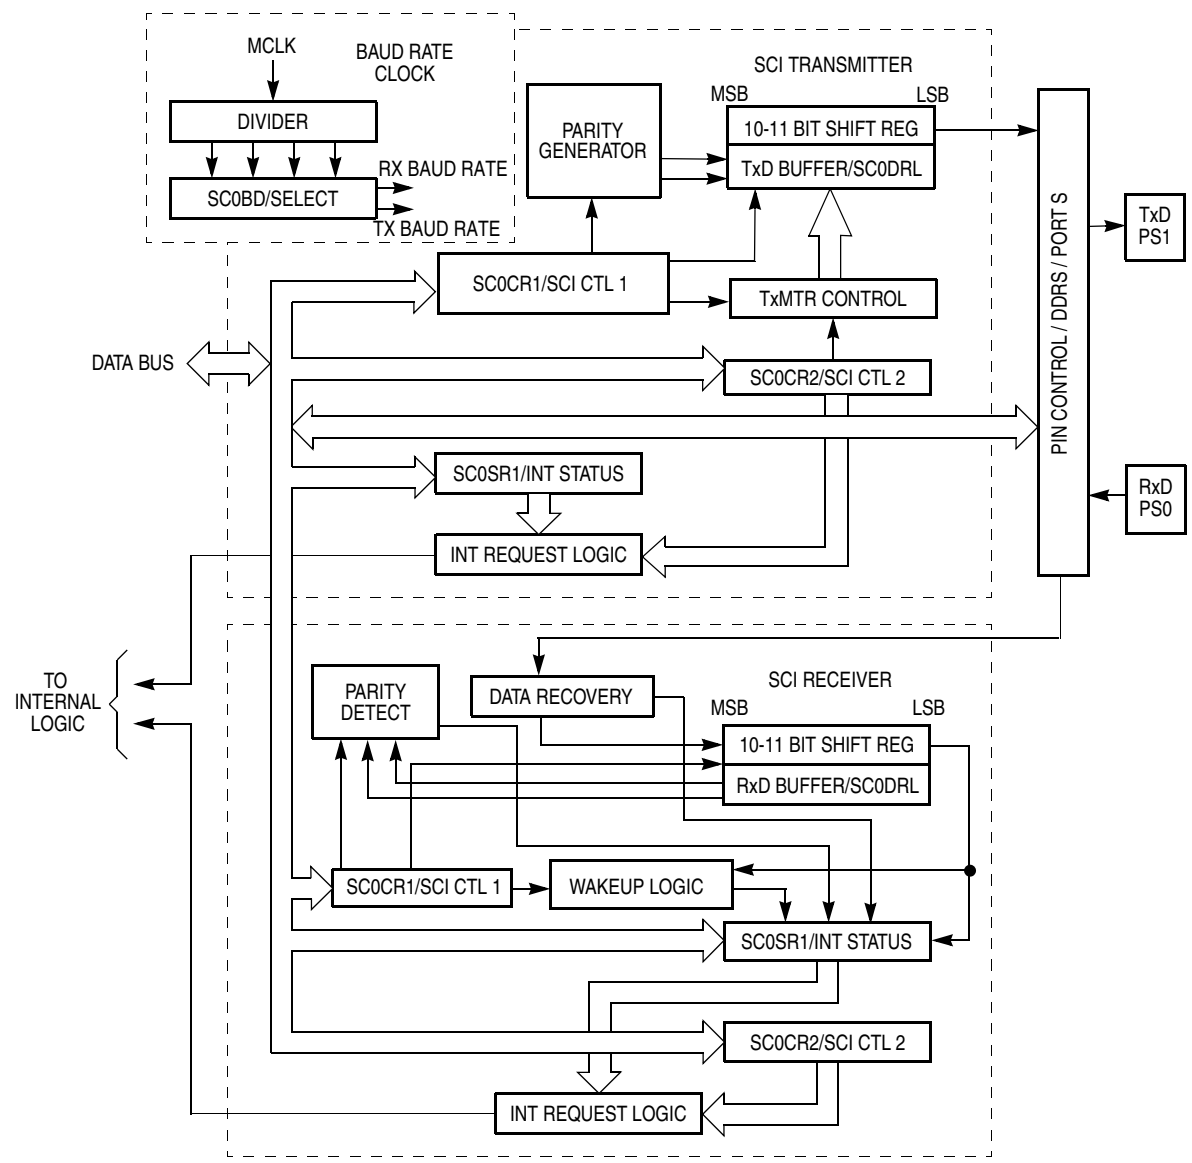 MCLK
BAUD RATE
CLOCK
DIVIDER
SC0BD/SELECT
RX BAUD RATE
TX BAUD RATE
SCI TRANSMITTER
MSB
LSB
PARITY
GENERATOR
10-11 BIT SHIFT REG
TxD BUFFER/SC0DRL
SC0CR1/SCI CTL 1
TxMTR CONTROL
DATA BUS
SC0CR2/SCI CTL 2
SC0SR1/INT STATUS
INT REQUEST LOGIC
PIN CONTROL / DDRS / PORT S
TxD
PS1
RxD
PS0
TO
INTERNAL
LOGIC
PARITY
DETECT
DATA RECOVERY
SCI RECEIVER
MSB
LSB
10-11 BIT SHIFT REG
RxD BUFFER/SC0DRL
SC0CR1/SCI CTL 1
WAKEUP LOGIC
SC0SR1/INT STATUS
SC0CR2/SCI CTL 2
INT REQUEST LOGIC